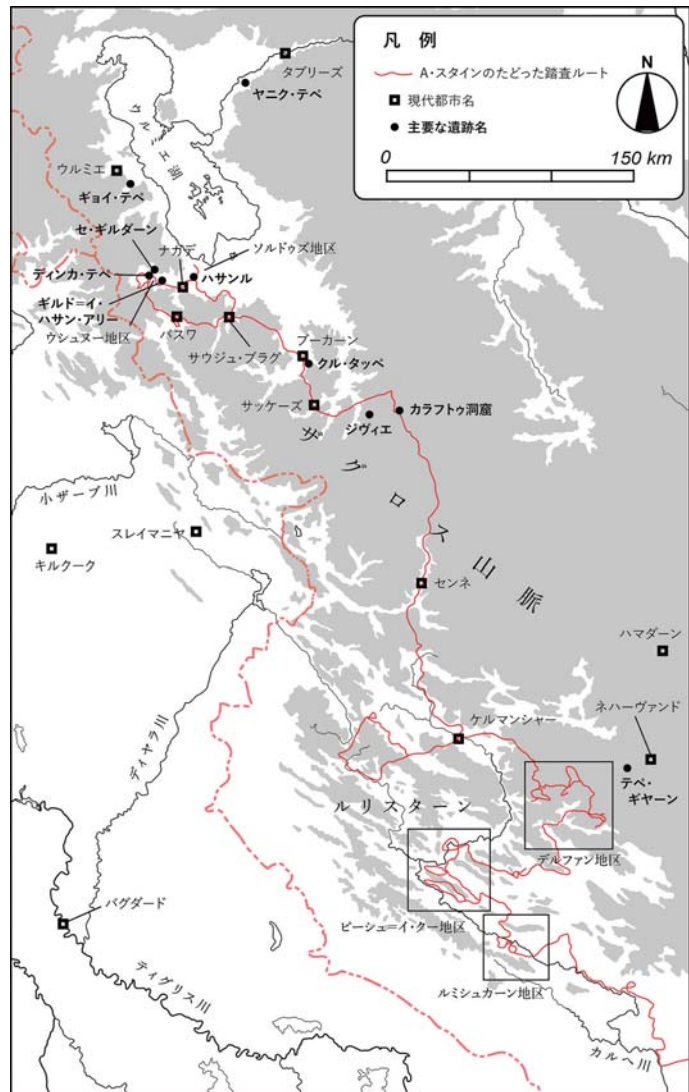 凡 例
A・スタインのたどった踏査ルート
現代都市名
主要な遺跡名
N
0
150 km
タブリーズ
ヤニク・テペ
ウルミエ湖
ウルミエ
ギョイ・テペ
セ・ギルダーン
ナガデ
ソルドゥズ地区
ディンカ・テペ
ハサンル
ギルド=イ・
ハサン・アリー
ウシュヌー地区
パスワ
サウジュ・ブラグ
ブーカーン
クル・タッペ
サッケーズ
ジヴィエ
カラフトゥ洞窟
ザグロス山脈
小ザーブ川
スレイマニヤ
キルクーク
センネ
ハマダーン
ディヤラ川
ケルマンシャー
ネハーヴァンド
テペ・
ギヤーン
ルリスターン
デルファン地区
バグダード
ピーシュ=イ・クー地区
ティグリス川
ルミシュカーン地区
カルヘ川